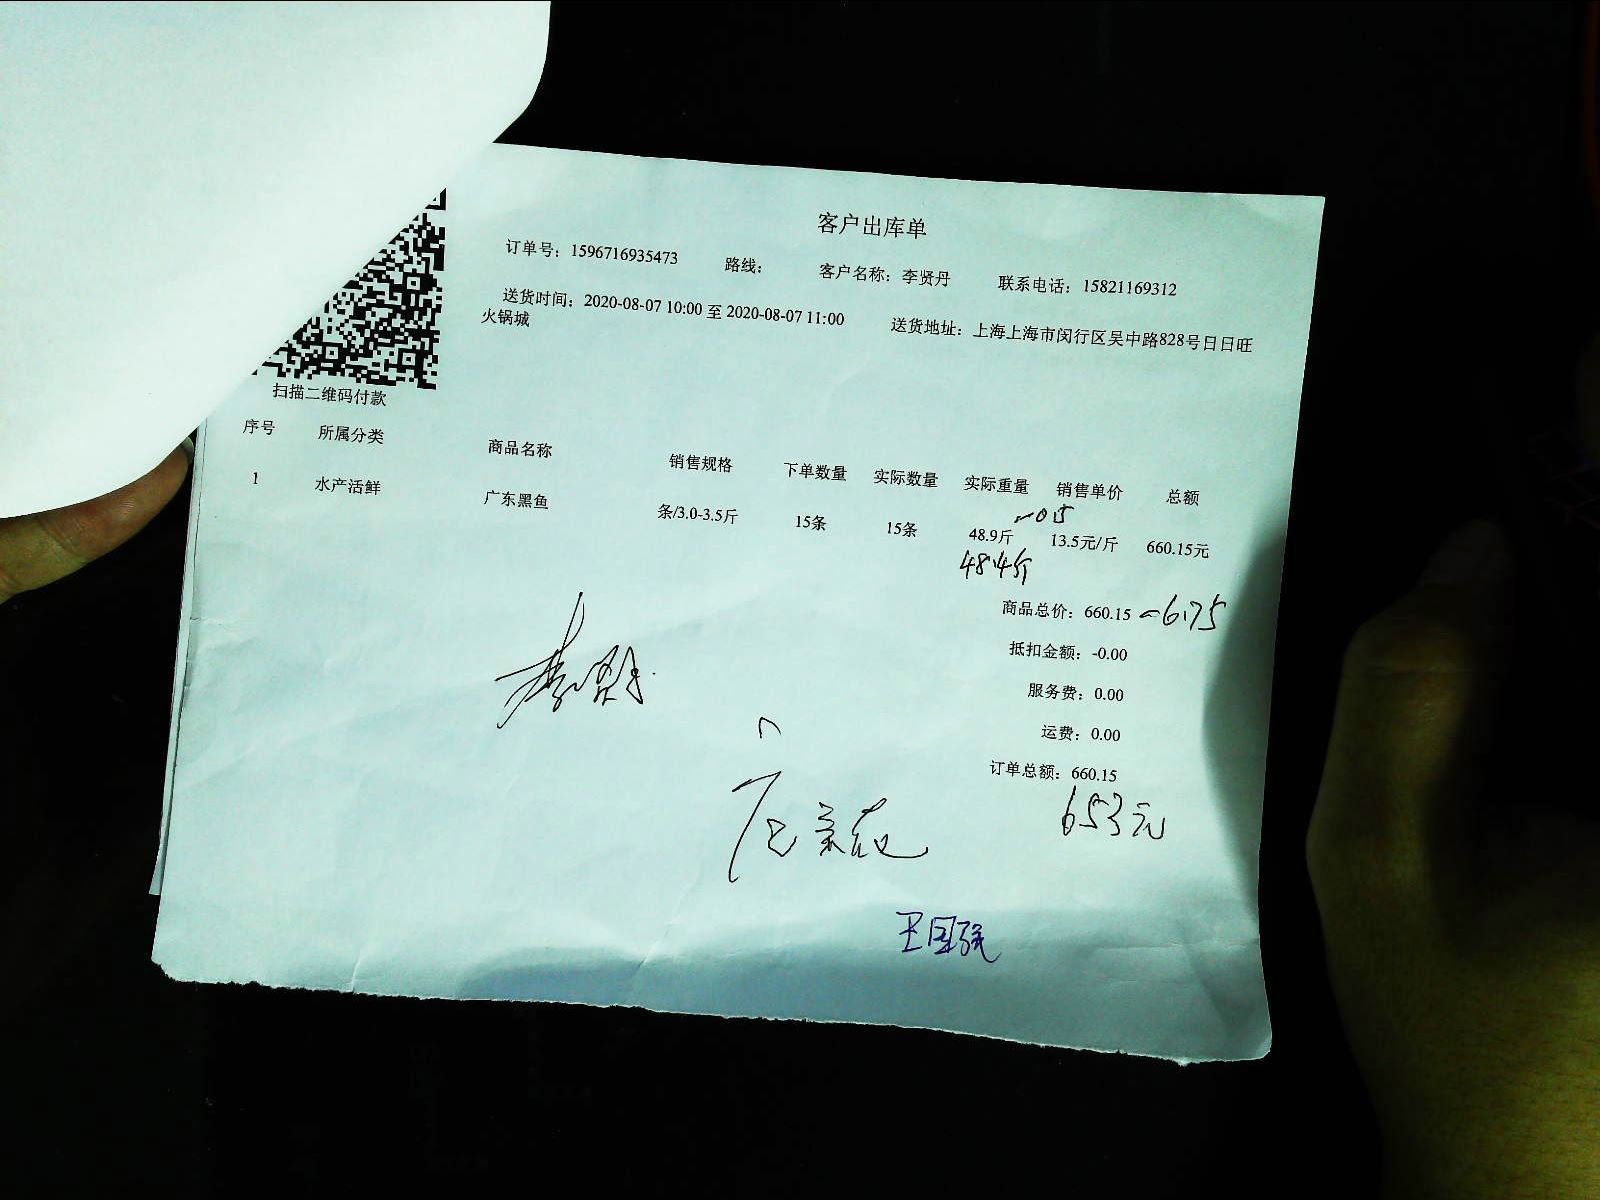 客户出库单
订单号：1596716935473 路线： 客户名称：李贤丹 联系电话：15821169312
送货时间：2020-08-07 10:00 至 2020-08-07 11:00 送货地址：上海上海市闵行区吴中路828号日日旺
火锅城
扫描二维码付款
序号 所属分类 商品名称 销售规格 下单数量 实际数量 实际重量 销售单价 总额
-0.5
1 水产活鲜 广东黑鱼 条/3.0-3.5斤 15条 15条 48.9斤 13.5元/斤 660.15元
48.4斤
商品总价：660.15 -6.75
抵扣金额：-0.00
服务费：0.00
运费：0.00
订单总额：660.15
653元
王国强